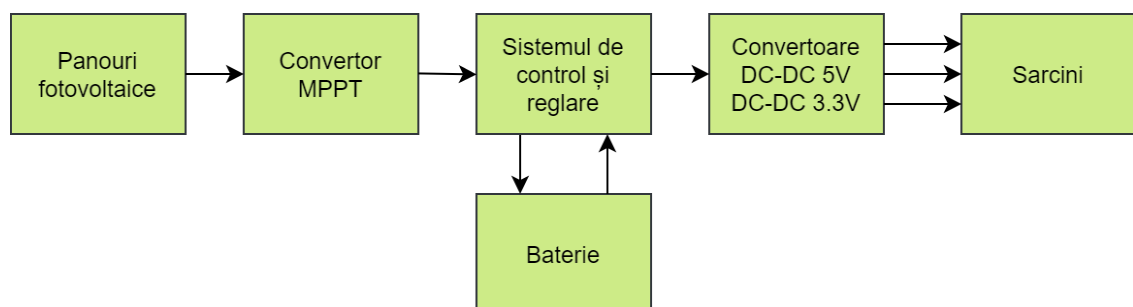 Panouri
fotovoltaice
Convertor
MPPT
Sistemul de
control și
reglare
Convertoare
DC-DC 5V
DC-DC 3.3V
Sarcini
Baterie